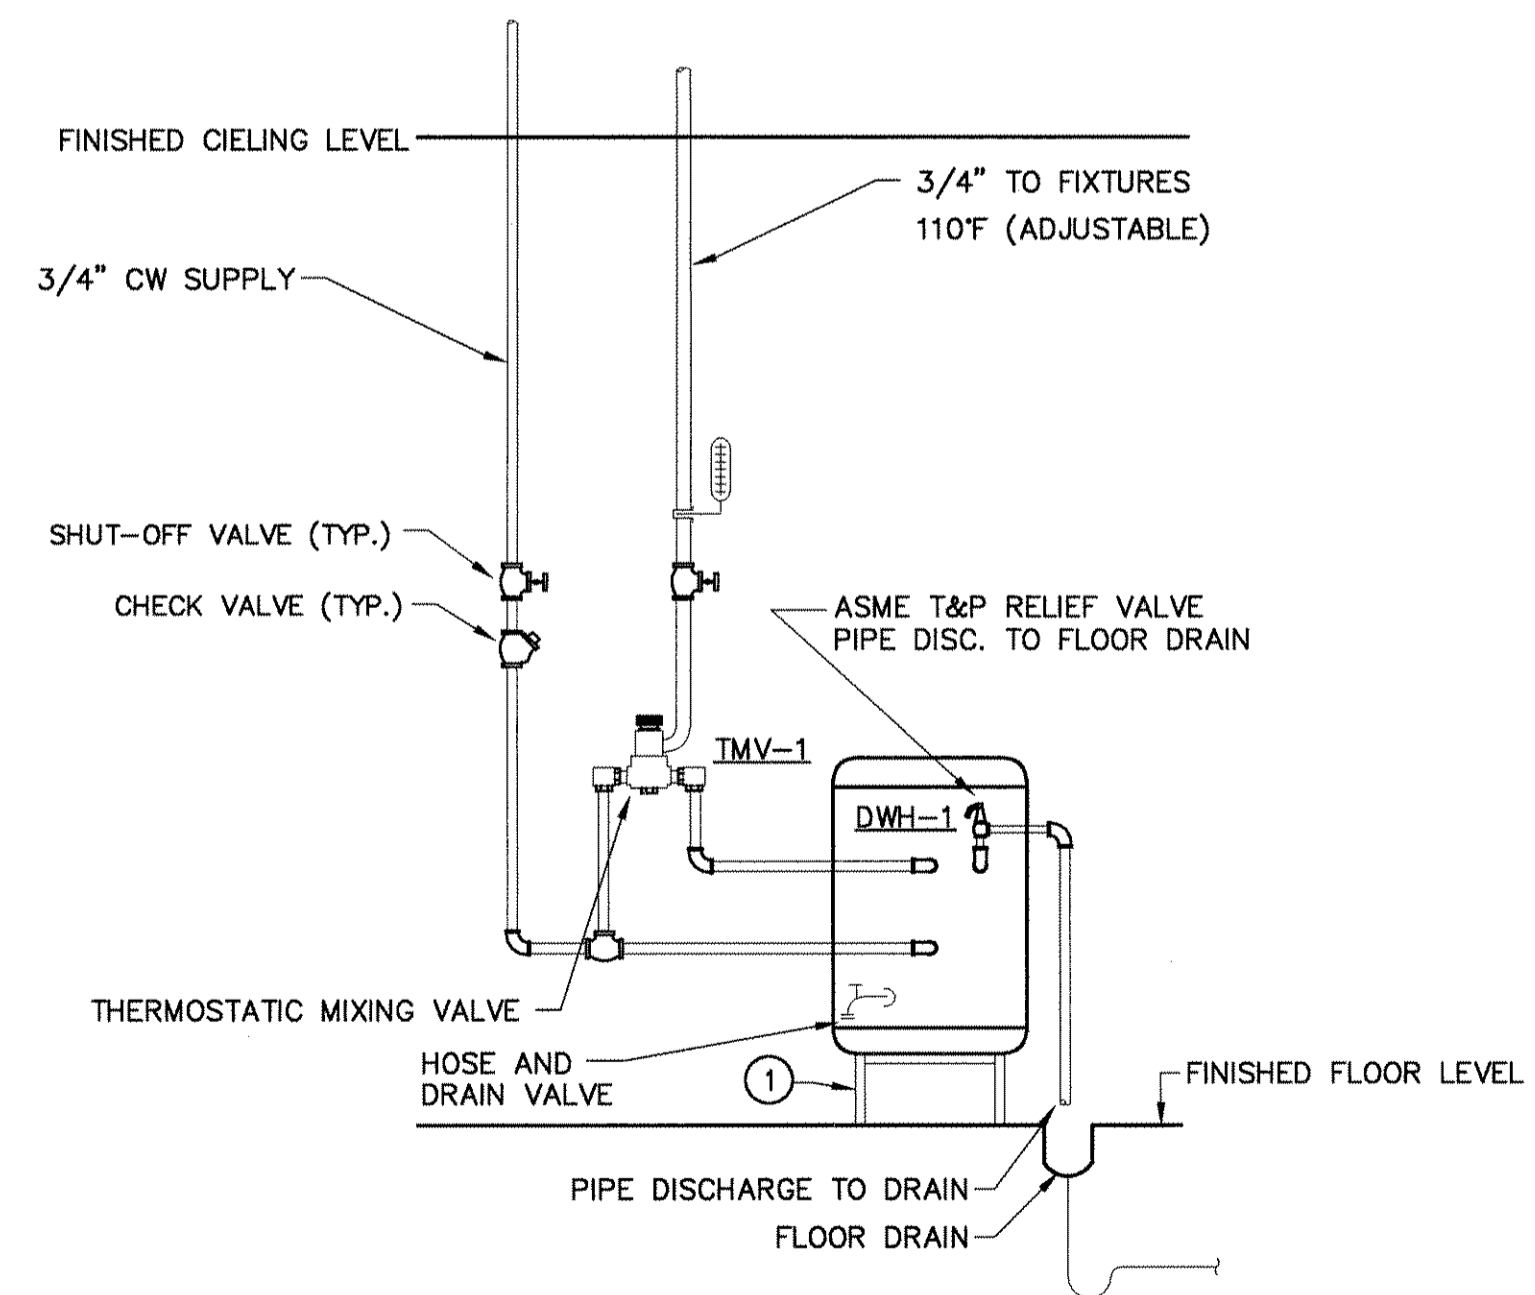 FINISHED CIELING LEVEL
3/4" TO FIXTURES
110°F (ADJUSTABLE)
3/4" CW SUPPLY
SHUT-OFF VALVE (TYP.)
CHECK VALVE (TYP.)
ASME T&P RELIEF VALVE
PIPE DISC. TO FLOOR DRAIN
TMV-1
DWH-1
THERMOSTATIC MIXING VALVE
HOSE AND
DRAIN VALVE
1
FINISHED FLOOR LEVEL
PIPE DISCHARGE TO DRAIN
FLOOR DRAIN